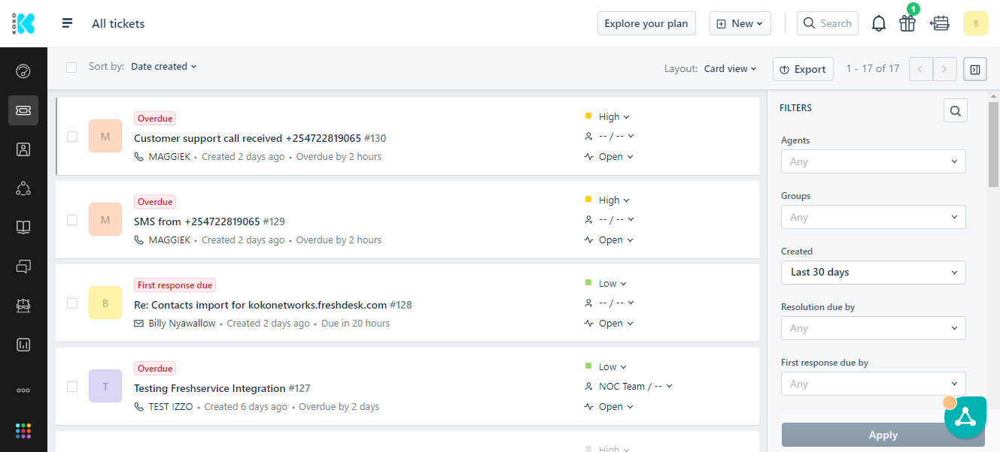 KOKO
All tickets
Explore your plan
New
Search
1
B
Sort by: Date created
Layout: Card view
Export
1 - 17 of 17
M
Overdue
Customer support call received +254722819065 #130
MAGGIEK • Created 2 days ago • Overdue by 2 hours
High
-- / --
Open
M
Overdue
SMS from +254722819065 #129
MAGGIEK • Created 2 days ago • Overdue by 2 hours
High
-- / --
Open
B
First response due
Re: Contacts import for kokonetworks.freshdesk.com #128
Billy Nyawallow • Created 2 days ago • Due in 20 hours
Low
-- / --
Open
T
Overdue
Testing Freshservice Integration #127
TEST IZZO • Created 6 days ago • Overdue by 2 days
Low
NOC Team / --
Open
High
FILTERS
Agents
Any
Groups
Any
Created
Last 30 days
Resolution due by
Any
First response due by
Any
Apply